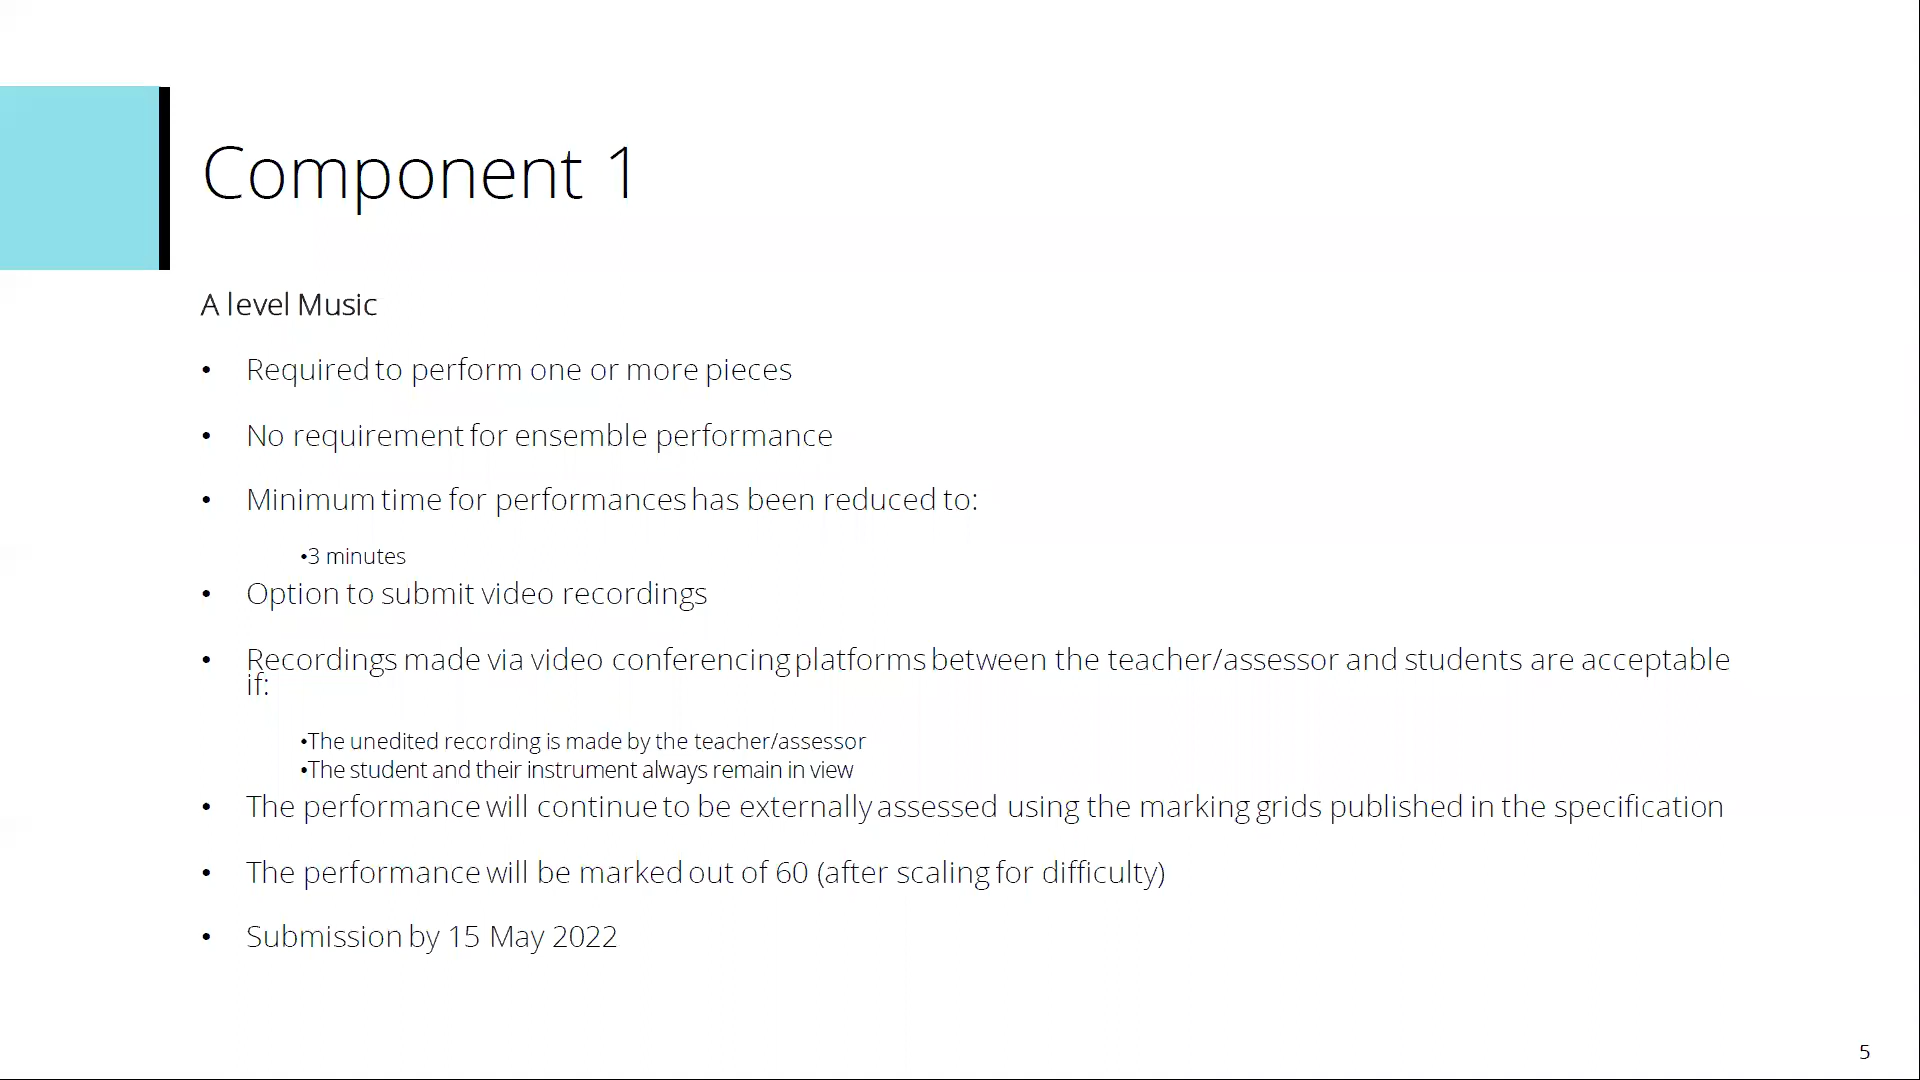 Component 1
A level Music
• Required to perform one or more pieces
• No requirement for ensemble performance
• Minimum time for performances has been reduced to:
•3 minutes
• Option to submit video recordings
• Recordings made via video conferencing platforms between the teacher/assessor and students are acceptable
if:
•The unedited recording is made by the teacher/assessor
•The student and their instrument always remain in view
• The performance will continue to be externally assessed using the marking grids published in the specification
• The performance will be marked out of 60 (after scaling for difficulty)
• Submission by 15 May 2022
5